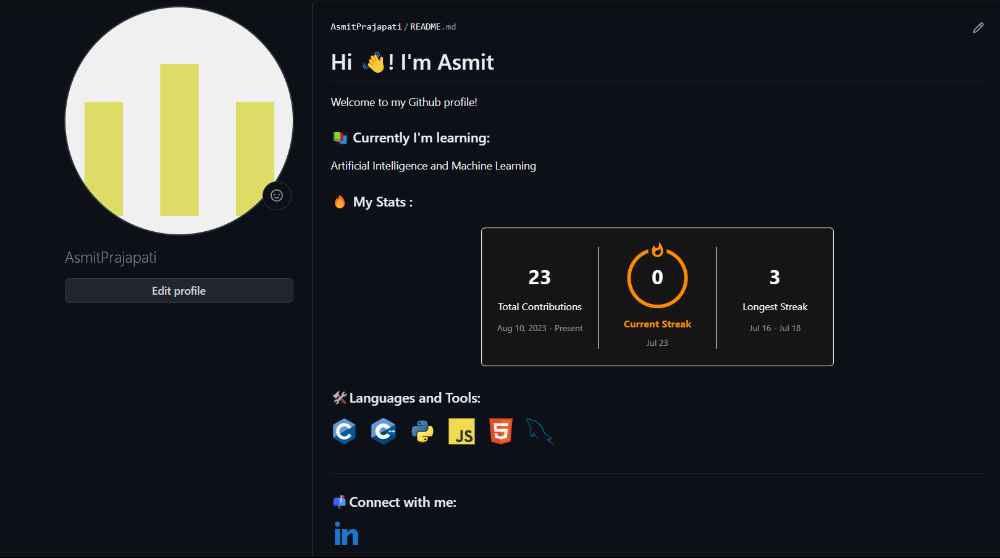 AsmitPrajapati
Edit profile
AsmitPrajapati/README.md
Hi 👋! I'm Asmit
Welcome to my Github profile!
📚 Currently I'm learning:
Artificial Intelligence and Machine Learning
🔥 My Stats :
23
Total Contributions
Aug 10, 2023 - Present
0
Current Streak
Jul 23
3
Longest Streak
Jul 16 - Jul 18
🛠️ Languages and Tools:
C
C++
JS
5
📫 Connect with me:
in